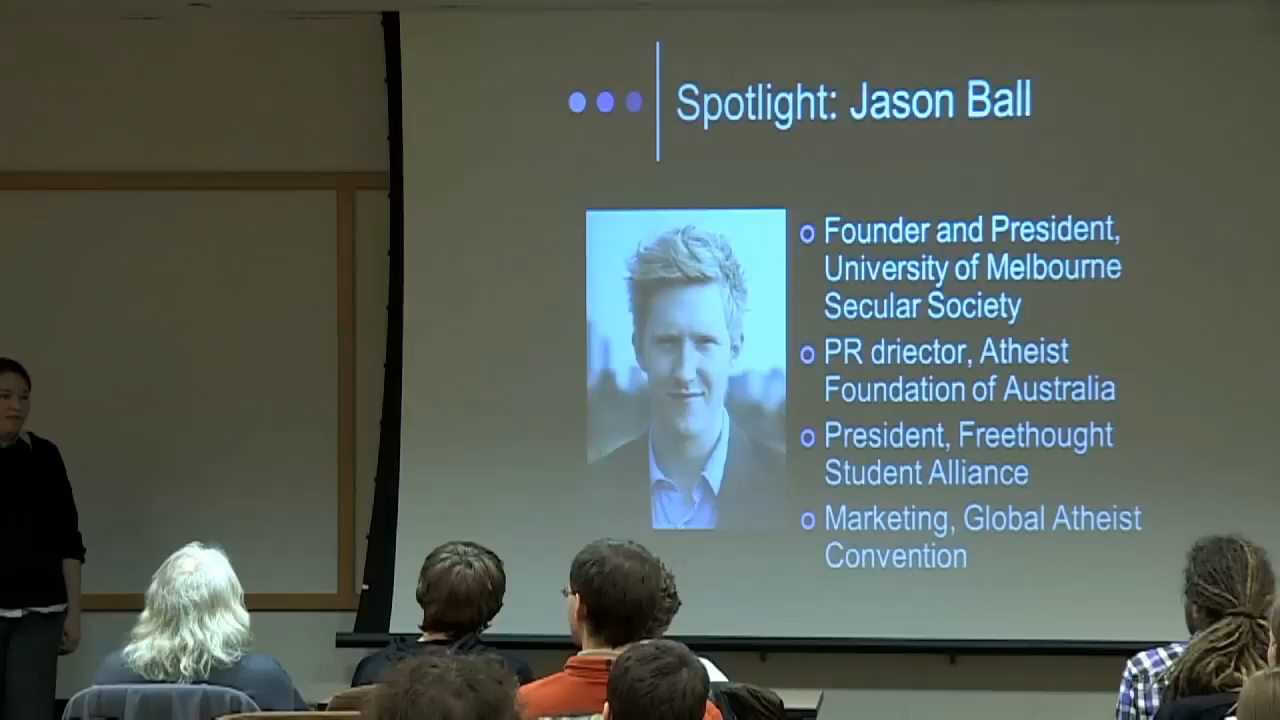 Spotlight: Jason Ball
Founder and President,
University of Melbourne
Secular Society
PR driector, Atheist
Foundation of Australia
President, Freethought
Student Alliance
Marketing, Global Atheist
Convention